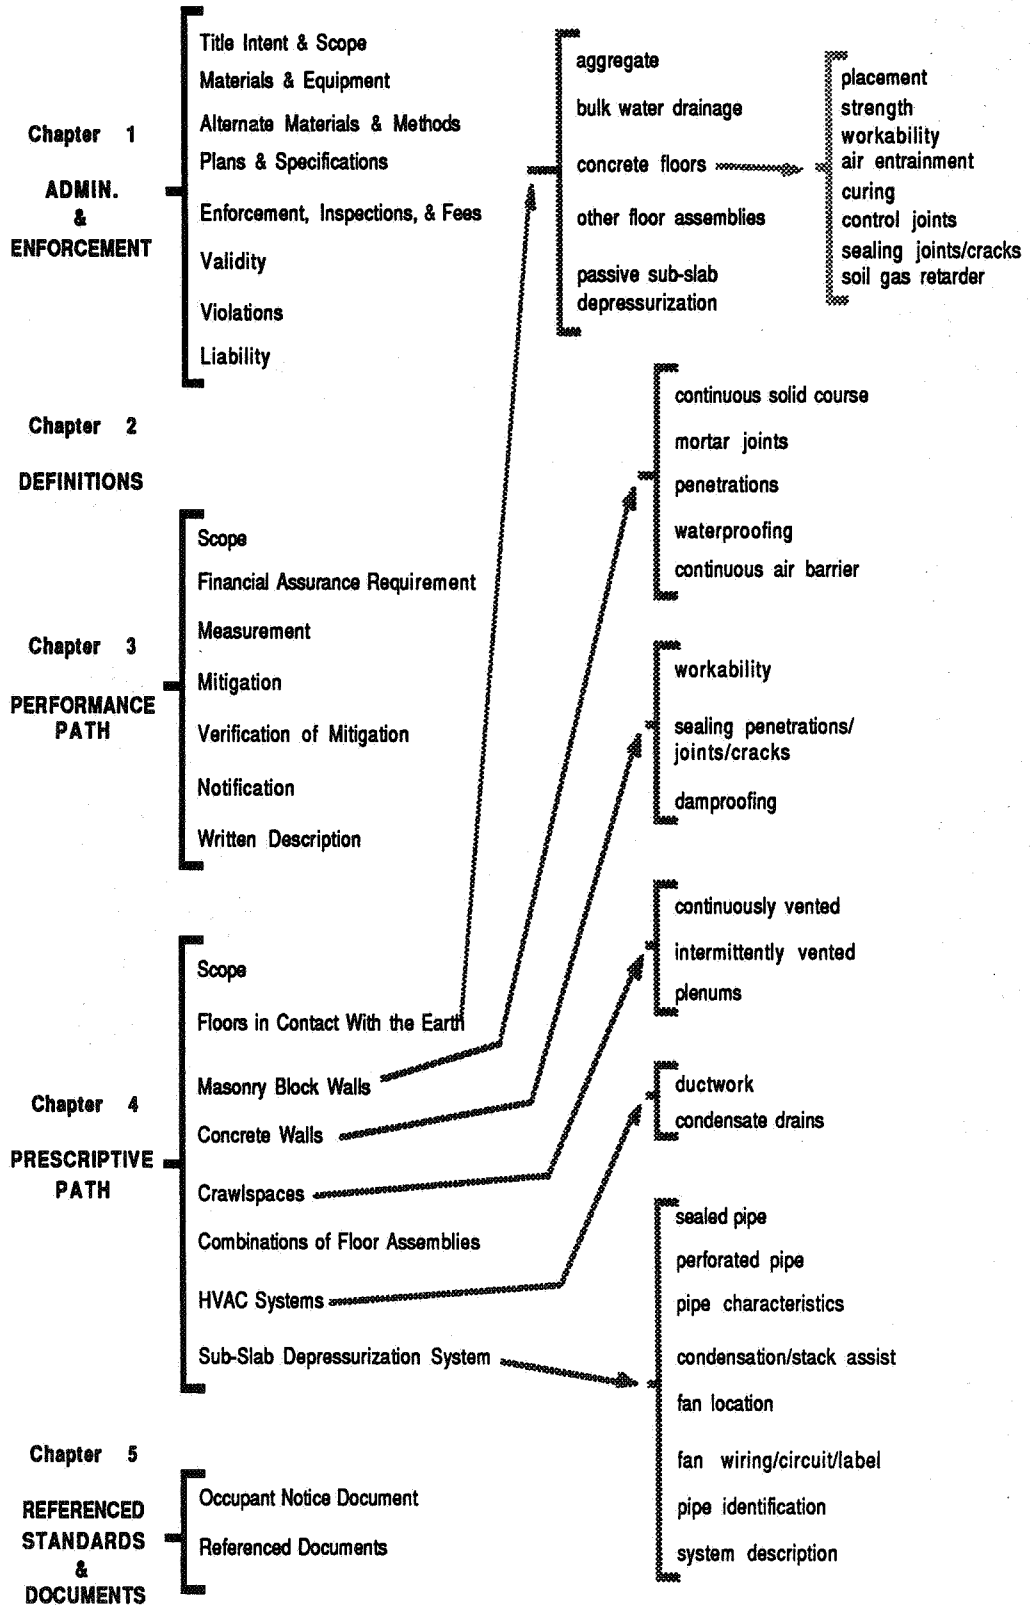 Chapter 1
ADMIN.
&
ENFORCEMENT
Title Intent & Scope
Materials & Equipment
Alternate Materials & Methods
Plans & Specifications
Enforcement, Inspections, & Fees
Validity
Violations
Liability
aggregate
bulk water drainage
concrete floors
other floor assemblies
passive sub-slab
depressurization
placement
strength
workability
air entrainment
curing
control joints
sealing joints/cracks
soil gas retarder
Chapter 2
DEFINITIONS
Chapter 3
PERFORMANCE
PATH
Scope
Financial Assurance Requirement
Measurement
Mitigation
Verification of Mitigation
Notification
Written Description
continuous solid course
mortar joints
penetrations
waterproofing
continuous air barrier
workability
sealing penetrations/
joints/cracks
damproofing
Chapter 4
PRESCRIPTIVE
PATH
Scope
Floors in Contact With the Earth
Masonry Block Walls
Concrete Walls
Crawlspaces
Combinations of Floor Assemblies
HVAC Systems
Sub-Slab Depressurization System
continuously vented
intermittently vented
plenums
ductwork
condensate drains
sealed pipe
perforated pipe
pipe characteristics
condensation/stack assist
fan location
fan wiring/circuit/label
pipe identification
system description
Chapter 5
REFERENCED
STANDARDS
&
DOCUMENTS
Occupant Notice Document
Referenced Documents